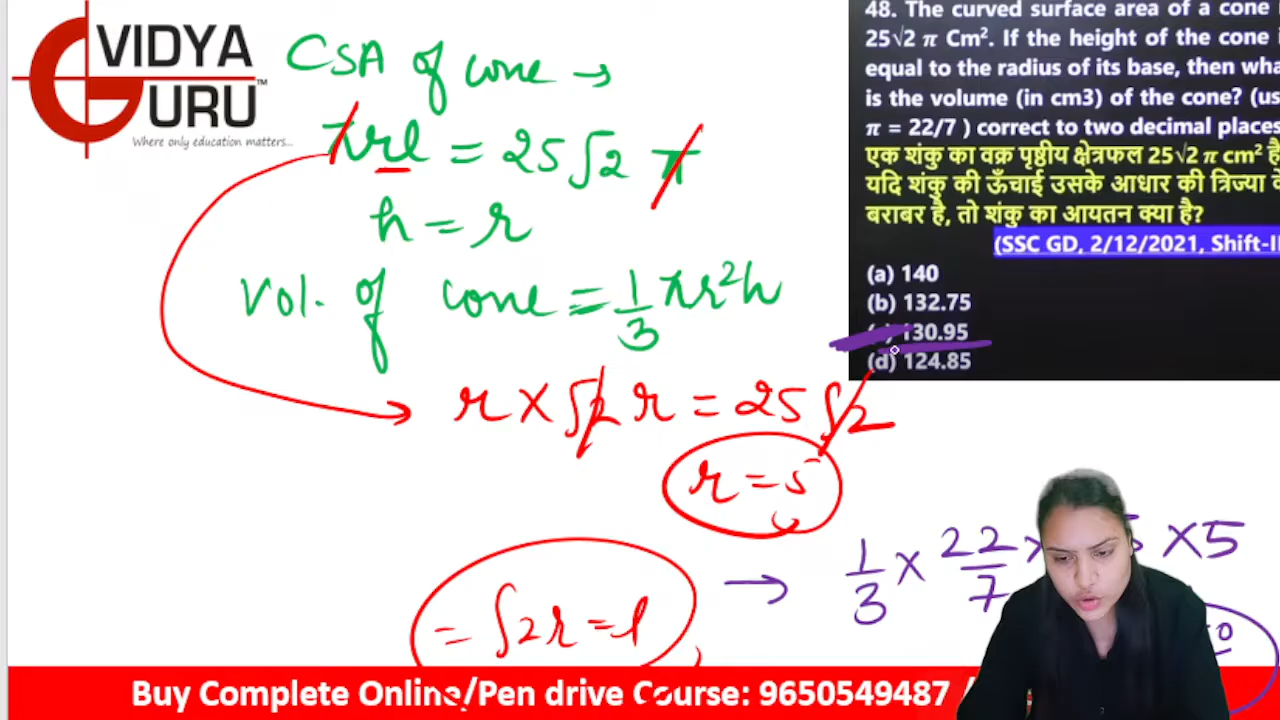 VIDYA
GURU™
Where only education matters...
CSA of cone →
πrl = 25√2 π
h = r
Vol. of cone = 1/3 πr²h
r × √2 r = 25√2
r = 5
= √2r = l
→ 1/3 × 22/7 × 5 × 5
48. The curved surface area of a cone
25√2 π Cm². If the height of the cone
equal to the radius of its base, then wha
is the volume (in cm3) of the cone? (us
π = 22/7 ) correct to two decimal places
एक शंकु का वक्र पृष्ठीय क्षेत्रफल 25√2 π cm² है
यदि शंकु की ऊँचाई उसके आधार की त्रिज्या के
बराबर है, तो शंकु का आयतन क्या है?
(SSC GD, 2/12/2021, Shift-II
(a) 140
(b) 132.75
130.95
(d) 124.85
Buy Complete Online/Pen drive Course: 9650549487 /